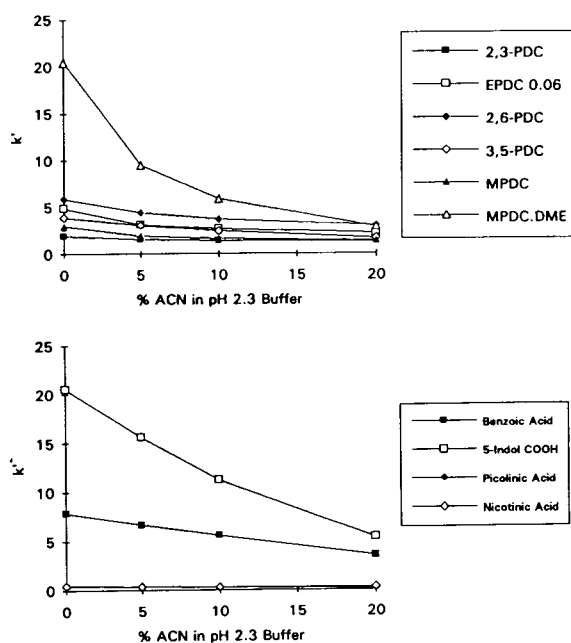 25
20
15
10
5
0
k'
0 5 10 15 20
% ACN in pH 2.3 Buffer
2,3-PDC
EPDC 0.06
2,6-PDC
3,5-PDC
MPDC
MPDC.DME
25
20
15
10
5
0
k'
0 5 10 15 20
% ACN in pH 2.3 Buffer
Benzoic Acid
5-Indol COOH
Picolinic Acid
Nicotinic Acid